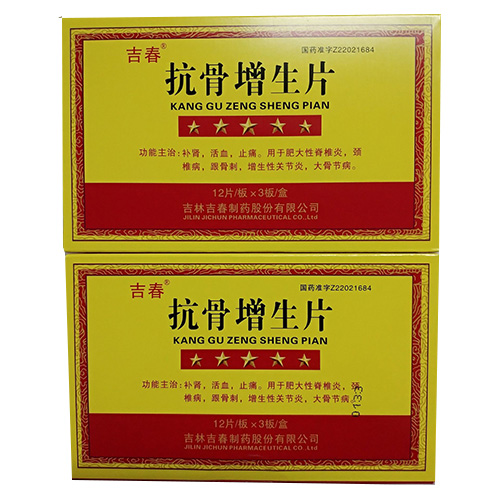 吉春®
国药准字Z22021684
抗骨增生片
KANG GU ZENG SHENG PIAN
功能主治:补肾,活血,止痛。用于肥大性脊椎炎,颈
椎病,跟骨刺,增生性关节炎,大骨节病。
12片/板×3板/盒
吉林吉春制药股份有限公司
JILIN JICHUN PHARMACEUTICAL CO.,Ltd
吉春®
国药准字Z22021684
抗骨增生片
KANG GU ZENG SHENG PIAN
功能主治:补肾,活血,止痛。用于肥大性脊椎炎,颈
椎病,跟骨刺,增生性关节炎,大骨节病。
0133
12片/板×3板/盒
吉林吉春制药股份有限公司
JILIN JICHUN PHARMACEUTICAL CO.,Ltd